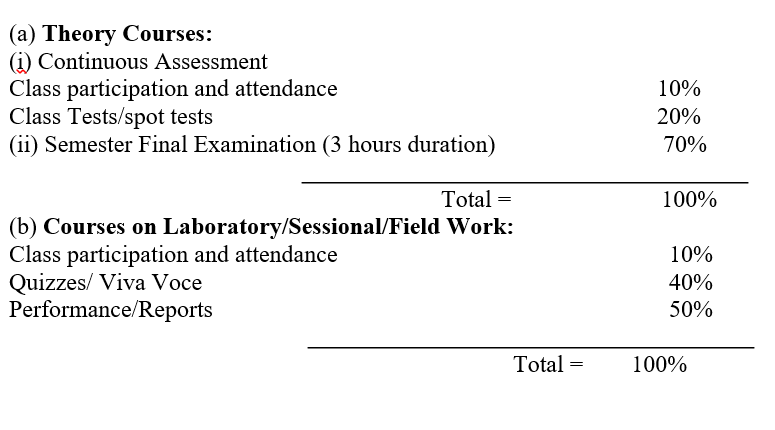 (a) Theory Courses:
(i) Continuous Assessment
Class participation and attendance 10%
Class Tests/spot tests 20%
(ii) Semester Final Examination (3 hours duration) 70%
Total = 100%
(b) Courses on Laboratory/Sessional/Field Work:
Class participation and attendance 10%
Quizzes/ Viva Voce 40%
Performance/Reports 50%
Total = 100%